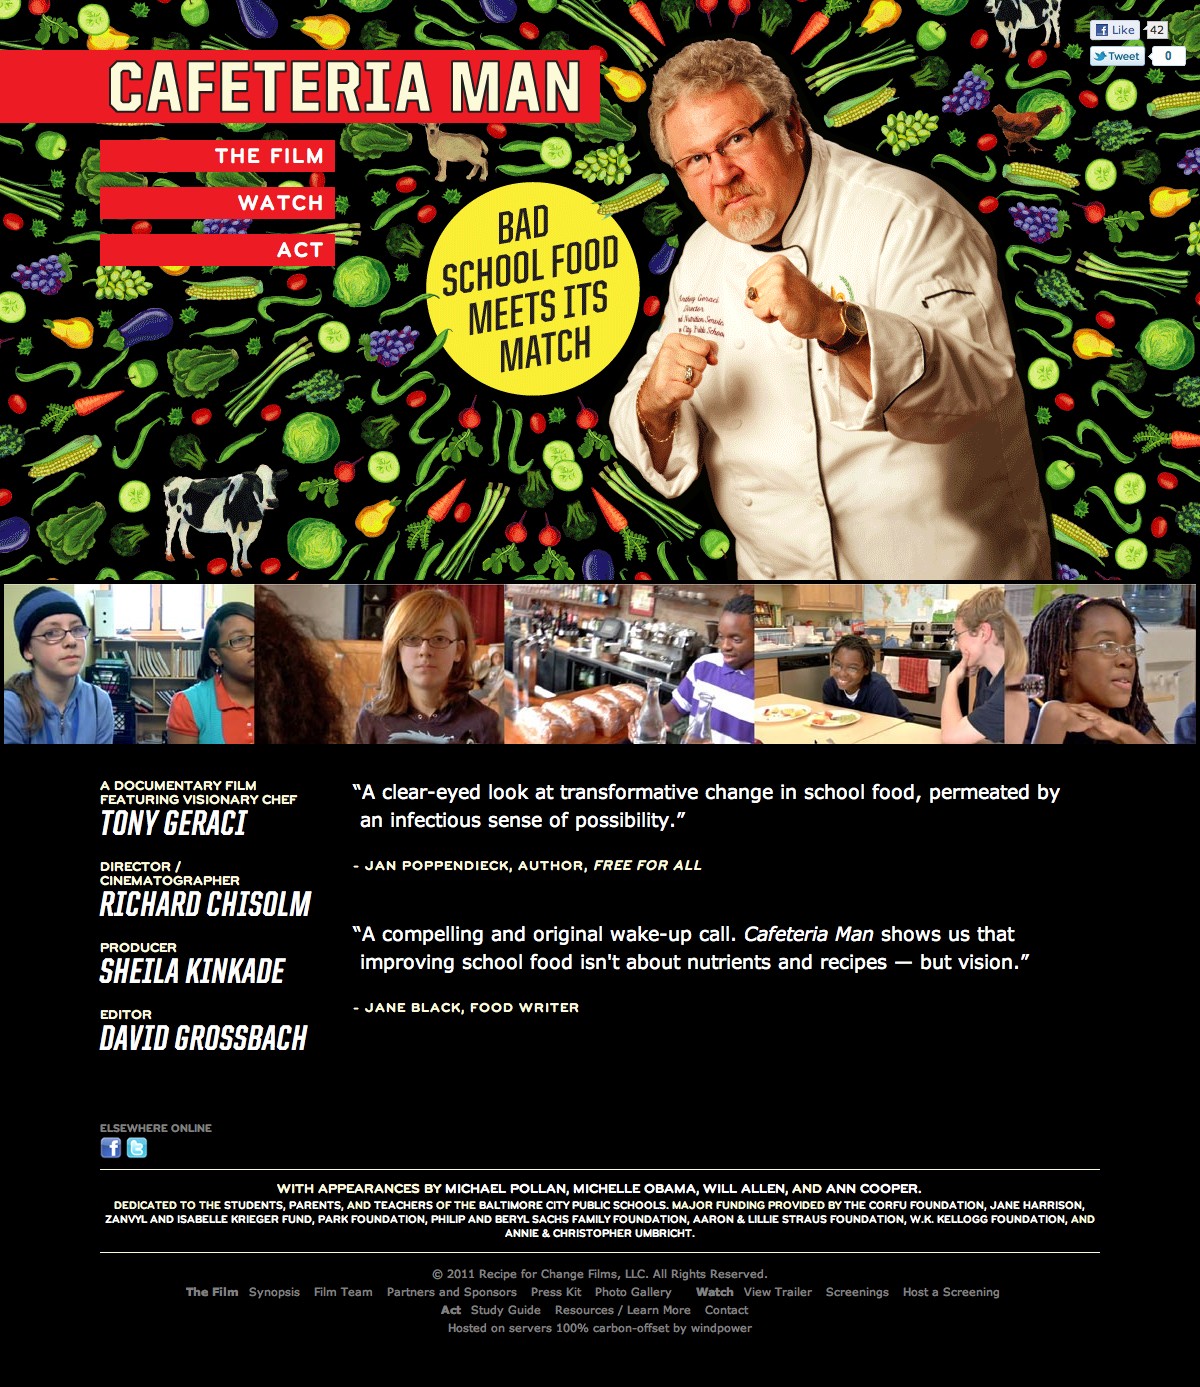 Like 42
Tweet 0
CAFETERIA MAN
THE FILM
WATCH
ACT
BAD
SCHOOL FOOD
MEETS ITS
MATCH
Geraci
Director
City Public School
A DOCUMENTARY FILM
FEATURING VISIONARY CHEF
TONY GERACI
DIRECTOR /
CINEMATOGRAPHER
RICHARD CHISOLM
PRODUCER
SHEILA KINKADE
EDITOR
DAVID GROSSBACH
“A clear-eyed look at transformative change in school food, permeated by
an infectious sense of possibility.”
- JAN POPPENDIECK, AUTHOR, FREE FOR ALL
“A compelling and original wake-up call. Cafeteria Man shows us that
improving school food isn't about nutrients and recipes — but vision.”
- JANE BLACK, FOOD WRITER
ELSEWHERE ONLINE
WITH APPEARANCES BY MICHAEL POLLAN, MICHELLE OBAMA, WILL ALLEN, AND ANN COOPER.
DEDICATED TO THE STUDENTS, PARENTS, AND TEACHERS OF THE BALTIMORE CITY PUBLIC SCHOOLS. MAJOR FUNDING PROVIDED BY THE CORFU FOUNDATION, JANE HARRISON,
ZANVYL AND ISABELLE KRIEGER FUND, PARK FOUNDATION, PHILIP AND BERYL SACHS FAMILY FOUNDATION, AARON & LILLIE STRAUS FOUNDATION, W.K. KELLOGG FOUNDATION, AND
ANNIE & CHRISTOPHER UMBRICHT.
© 2011 Recipe for Change Films, LLC. All Rights Reserved.
The Film Synopsis Film Team Partners and Sponsors Press Kit Photo Gallery Watch View Trailer Screenings Host a Screening
Act Study Guide Resources / Learn More Contact
Hosted on servers 100% carbon-offset by windpower